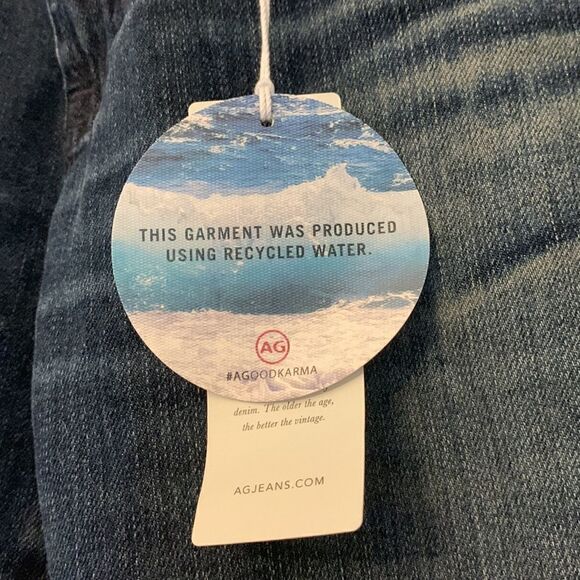 THIS GARMENT WAS PRODUCED
USING RECYCLED WATER.
AG
#AGOODKARMA
denim. The older the age,
the better the vintage.
AGJEANS.COM